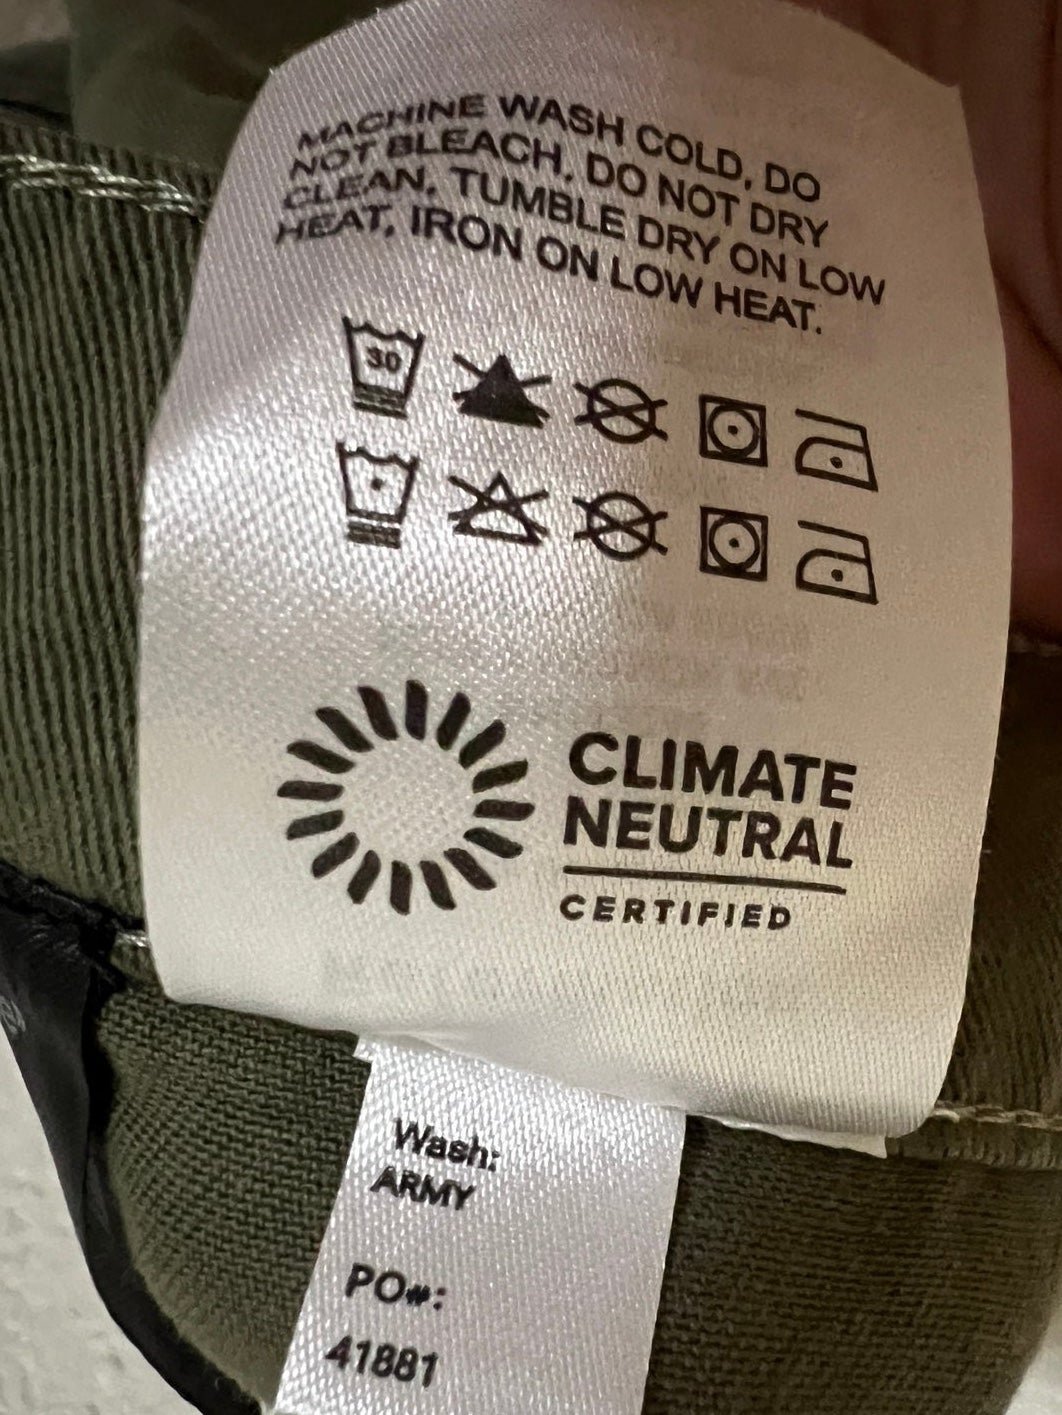 MACHINE WASH COLD, DO
NOT BLEACH, DO NOT DRY
CLEAN, TUMBLE DRY ON LOW
HEAT, IRON ON LOW HEAT.
30
CLIMATE
NEUTRAL
CERTIFIED
Wash:
ARMY
PO#:
41881